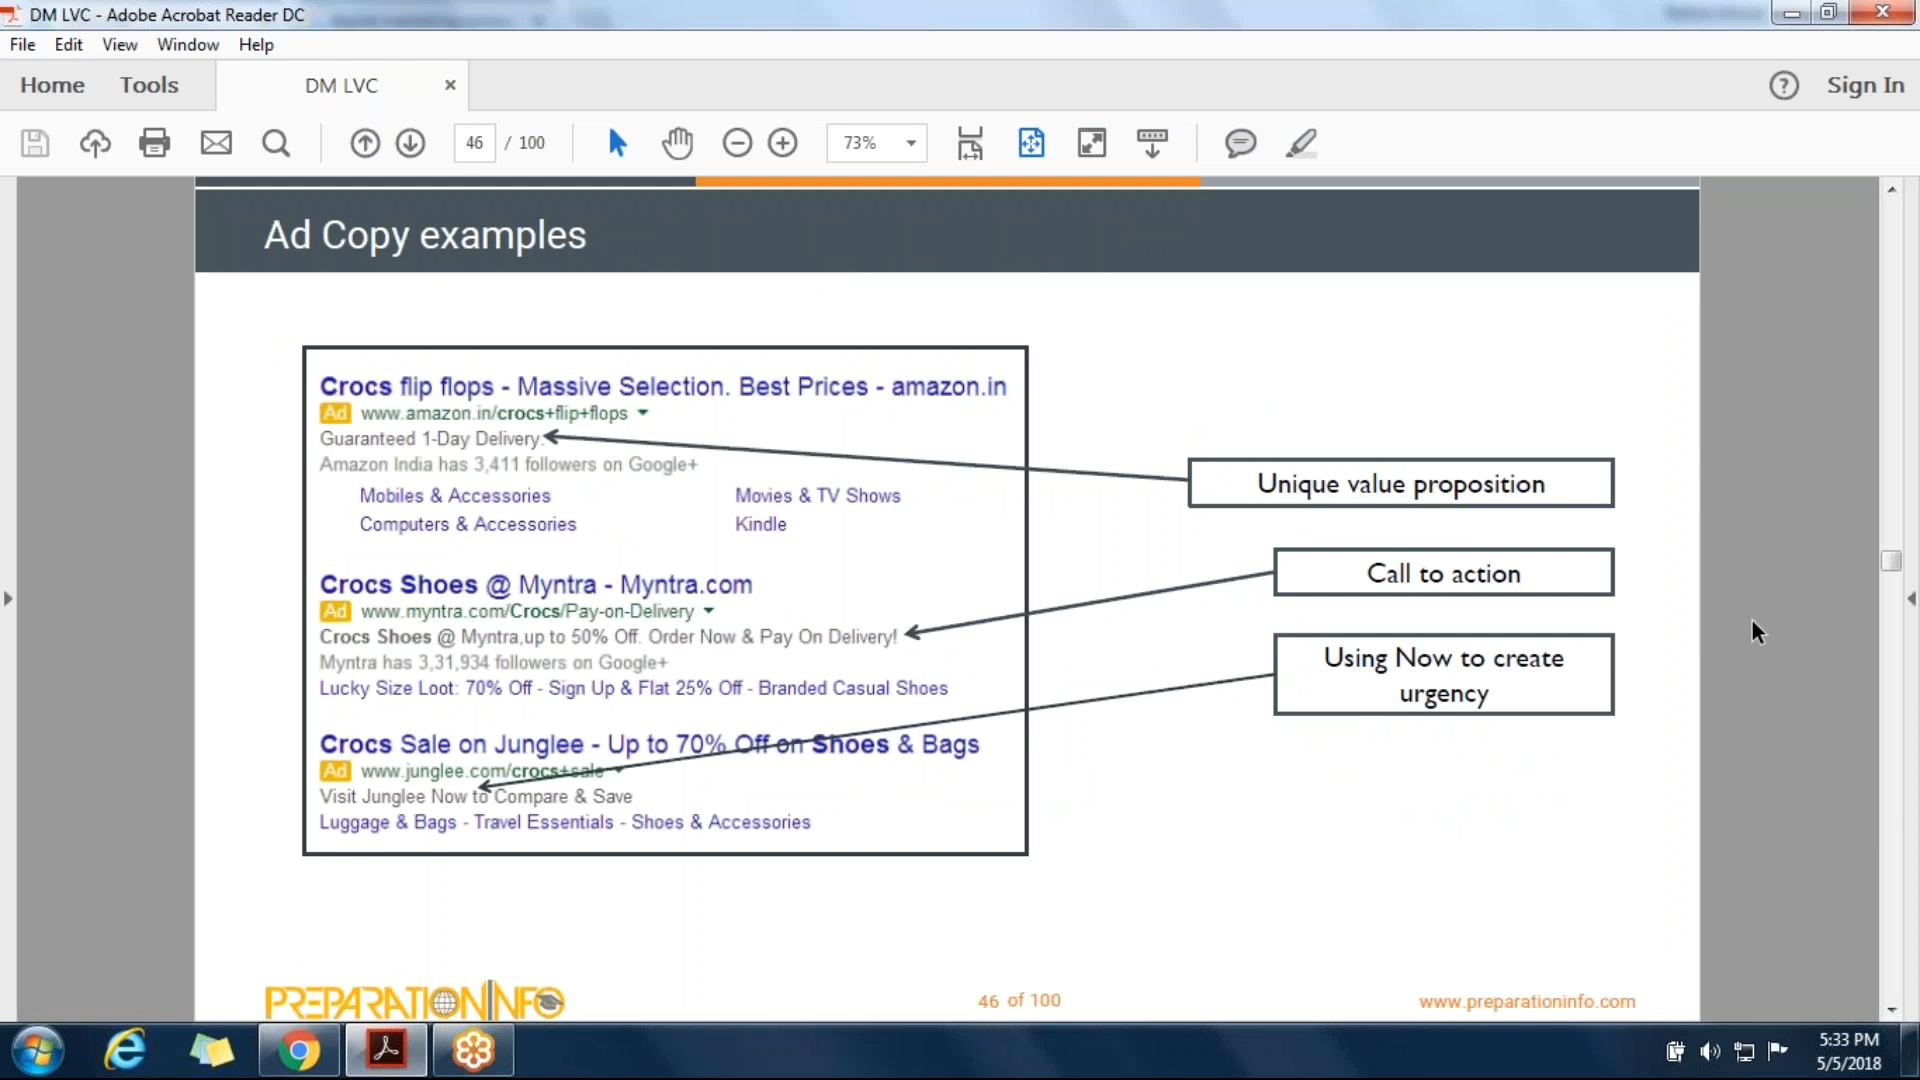 DM LVC - Adobe Acrobat Reader DC
File Edit View Window Help
Home Tools DM LVC × ? Sign In
46 / 100 73%
Ad Copy examples
Crocs flip flops - Massive Selection. Best Prices - amazon.in
Ad www.amazon.in/crocs+flip+flops
Guaranteed 1-Day Delivery.
Amazon India has 3,411 followers on Google+
Mobiles & Accessories Movies & TV Shows
Computers & Accessories Kindle
Unique value proposition
Crocs Shoes @ Myntra - Myntra.com
Ad www.myntra.com/Crocs/Pay-on-Delivery
Crocs Shoes @ Myntra,up to 50% Off. Order Now & Pay On Delivery!
Myntra has 3,31,934 followers on Google+
Lucky Size Loot: 70% Off - Sign Up & Flat 25% Off - Branded Casual Shoes
Call to action
Using Now to create
urgency
Crocs Sale on Junglee - Up to 70% Off on Shoes & Bags
Ad www.junglee.com/crocs+sale
Visit Junglee Now to Compare & Save
Luggage & Bags - Travel Essentials - Shoes & Accessories
PREPARATIONINFO
46 of 100
www.preparationinfo.com
5:33 PM
5/5/2018